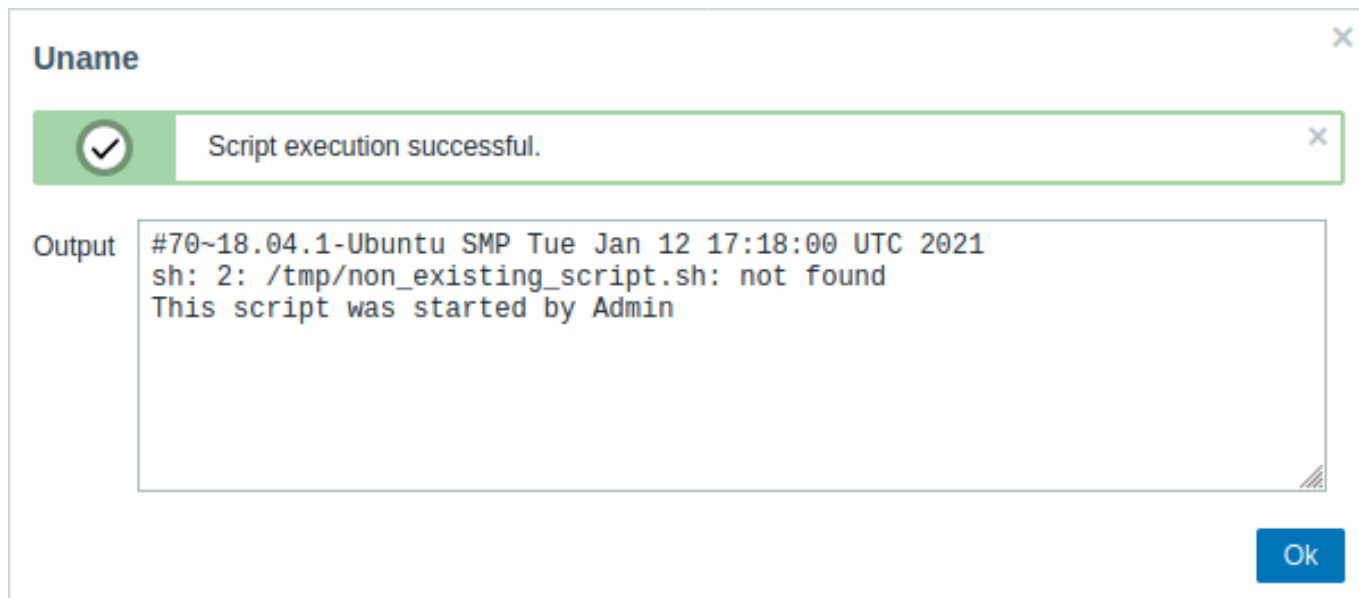 Uname
Script execution successful.
Output
#70~18.04.1-Ubuntu SMP Tue Jan 12 17:18:00 UTC 2021
sh: 2: /tmp/non_existing_script.sh: not found
This script was started by Admin
Ok